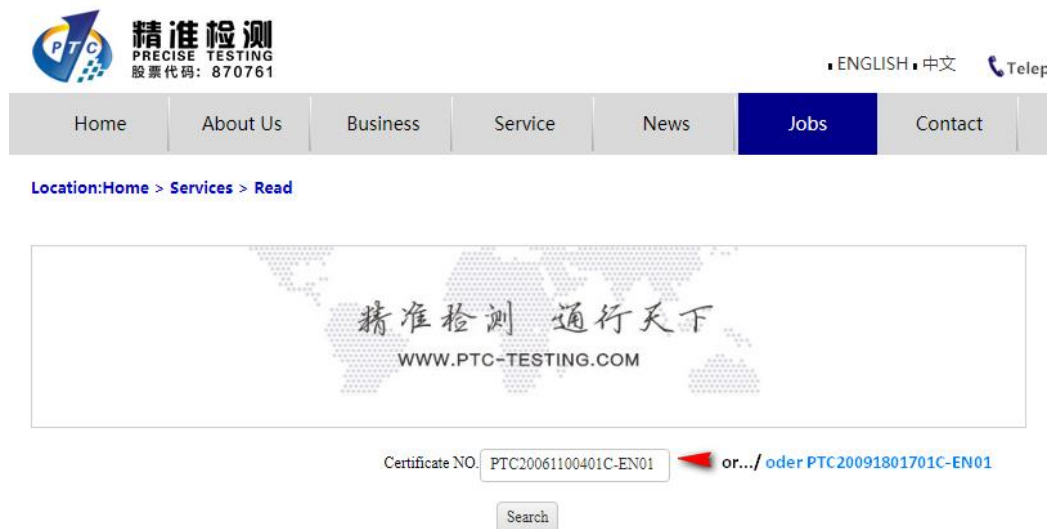 PTC
精准检测
PRECISE TESTING
股票代码: 870761
ENGLISH 中文
Telep
Home About Us Business Service News Jobs Contact
Location:Home > Services > Read
精准检测 通行天下
WWW.PTC-TESTING.COM
Certificate NO. PTC20061100401C-EN01 or.../ oder PTC20091801701C-EN01
Search